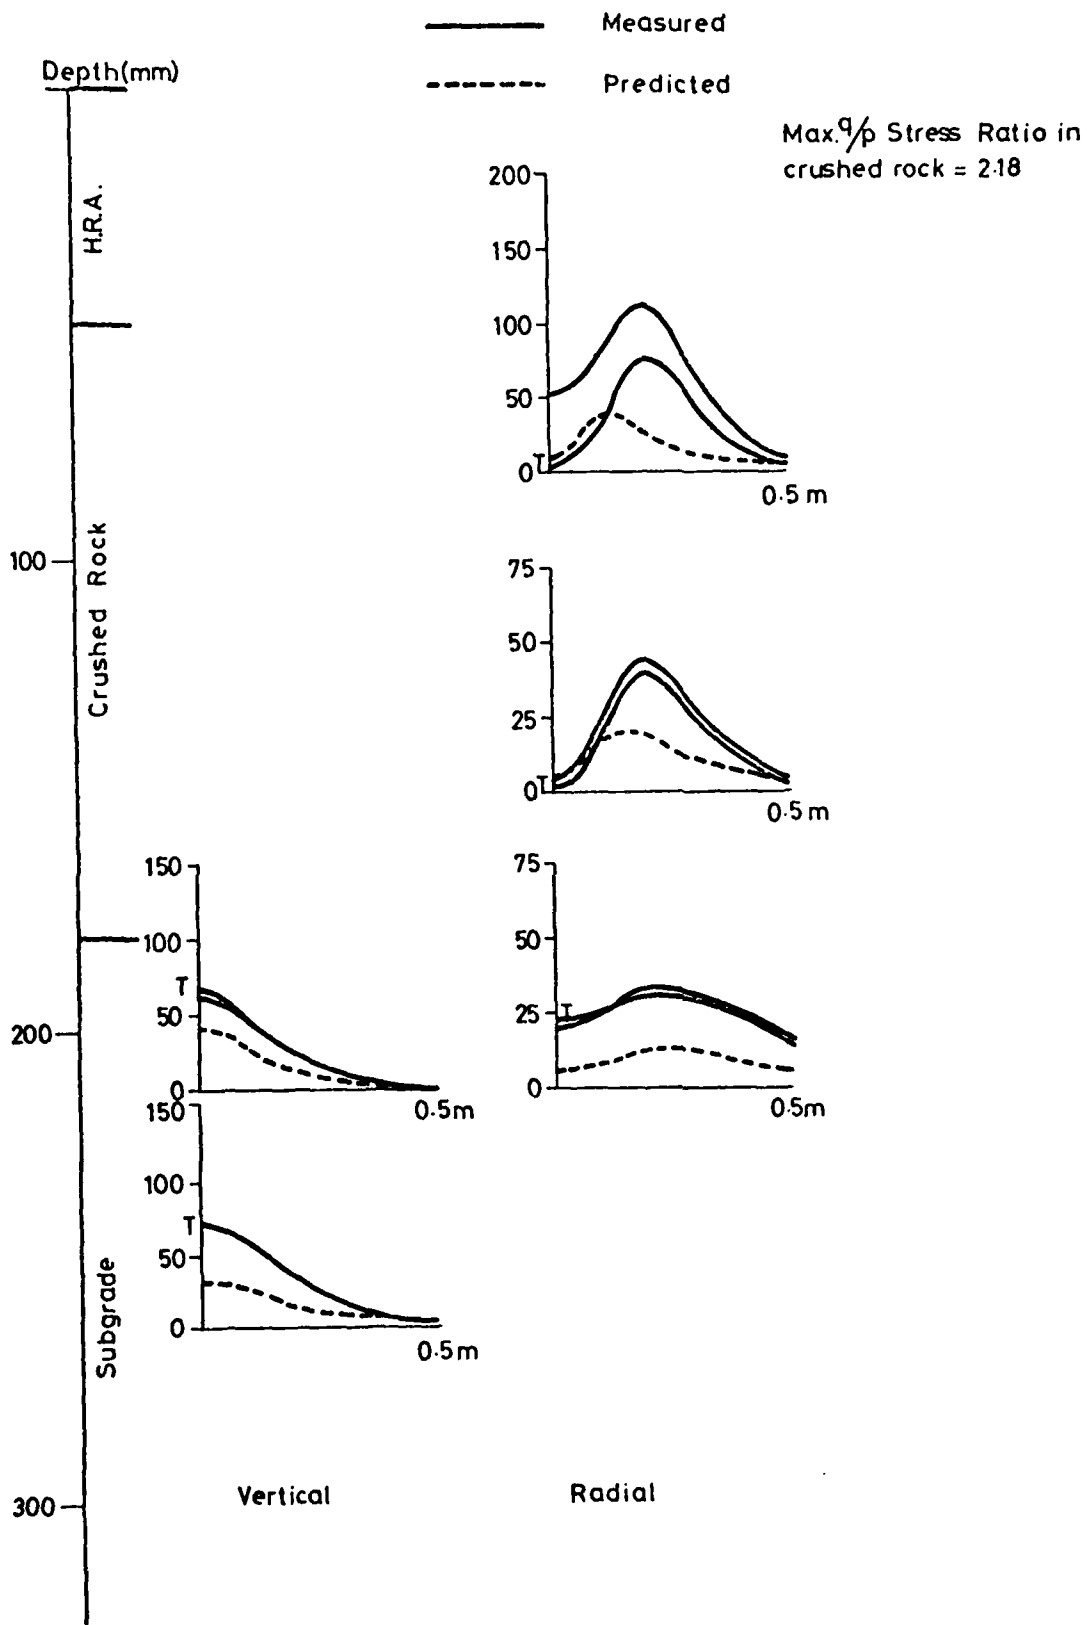 Measured
Depth(mm)
Predicted
Max. q/p Stress Ratio in
crushed rock = 2·18
H.R.A.
200
150
100
50
T
0
0·5 m
Crushed Rock
100
75
50
25
T
0
0·5 m
150
100
T
50
0
0·5m
75
50
25
T
0
0·5m
200
150
100
T
50
0
0·5m
Subgrade
Vertical
Radial
300